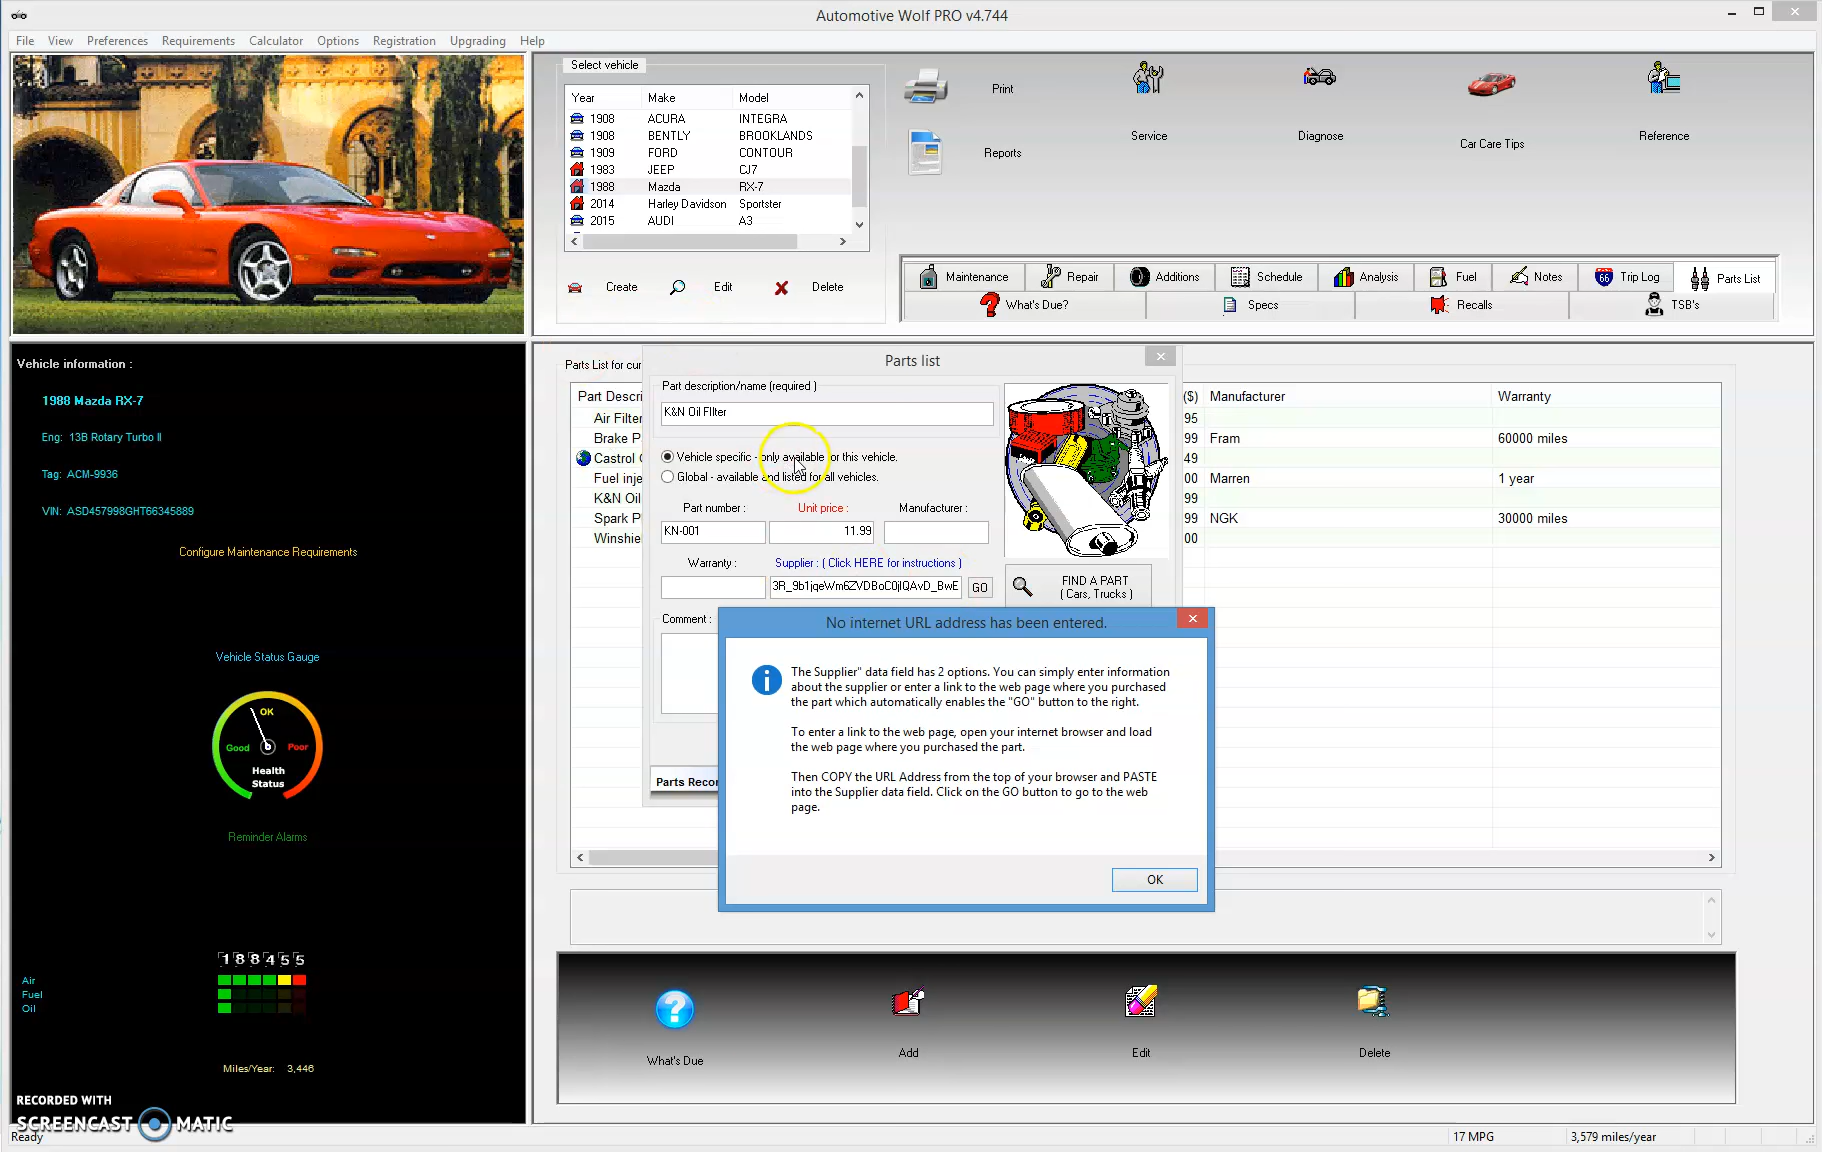 Automotive Wolf PRO v4.744
File View Preferences Requirements Calculator Options Registration Upgrading Help
Select vehicle
Year Make Model
1908 ACURA INTEGRA
1908 BENTLY BROOKLANDS
1909 FORD CONTOUR
1983 JEEP CJ7
1988 Mazda RX-7
2014 Harley Davidson Sportster
2015 AUDI A3
Create Edit Delete
Print
Reports
Service
Diagnose
Car Care Tips
Reference
Maintenance Repair Additions Schedule Analysis Fuel Notes 66 Trip Log Parts List
What's Due? Specs Recalls TSB's
Vehicle information :
1988 Mazda RX-7
Eng: 13B Rotary Turbo II
Tag: ACM-9936
VIN: ASD457998GHT66345889
Configure Maintenance Requirements
Vehicle Status Gauge
OK
Good Poor
Health
Status
Reminder Alarms
188455
Air
Fuel
Oil
Miles/Year: 3,446
RECORDED WITH
SCREENCAST MATIC
Ready
Parts List for cur
Part Descri ($) Manufacturer Warranty
Air Filter 95
Brake P 99 Fram 60000 miles
Castrol 49
Fuel inje 00 Marren 1 year
K&N Oil 99
Spark P 99 NGK 30000 miles
Winshie 00
Parts list
Part description/name (required )
K&N Oil FIlter
Vehicle specific - only available for this vehicle.
Global - available and listed for all vehicles.
Part number : Unit price : Manufacturer :
KN-001 11.99
Warranty : Supplier : ( Click HERE for instructions )
3R_9b1jqeWm6ZVDBoC0jIQAvD_BwE GO
FIND A PART
( Cars, Trucks )
Comment :
Parts Recor
No internet URL address has been entered.
The Supplier" data field has 2 options. You can simply enter information
about the supplier or enter a link to the web page where you purchased
the part which automatically enables the "GO" button to the right.
To enter a link to the web page, open your internet browser and load
the web page where you purchased the part.
Then COPY the URL Address from the top of your browser and PASTE
into the Supplier data field. Click on the GO button to go to the web
page.
OK
What's Due Add Edit Delete
17 MPG 3,579 miles/year